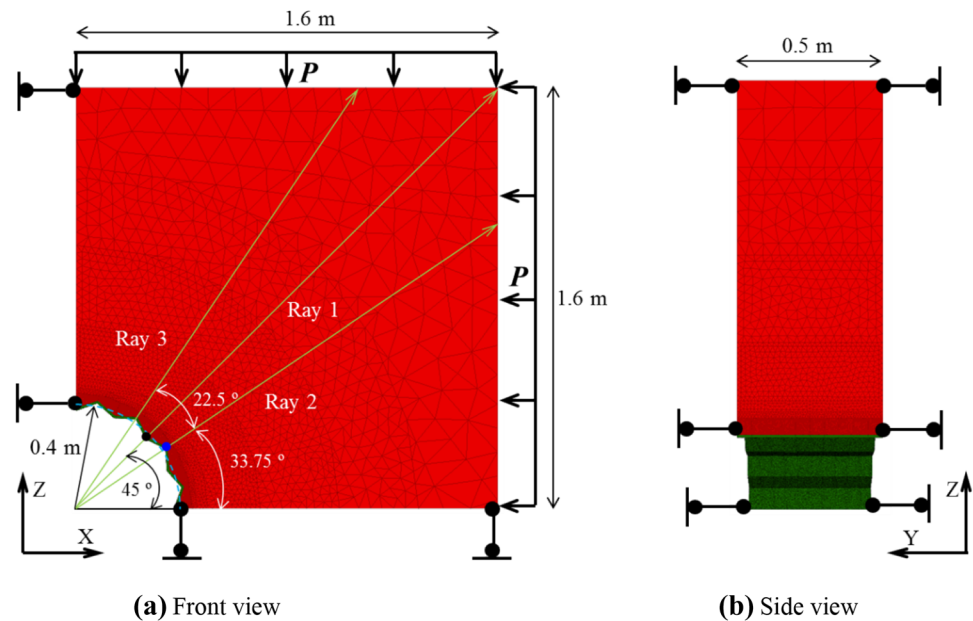 1.6 m
P
Ray 1
Ray 3
22.5 º
Ray 2
P
1.6 m
0.4 m
33.75 º
45 º
Z
X
(a) Front view
0.5 m
Z
Y
(b) Side view